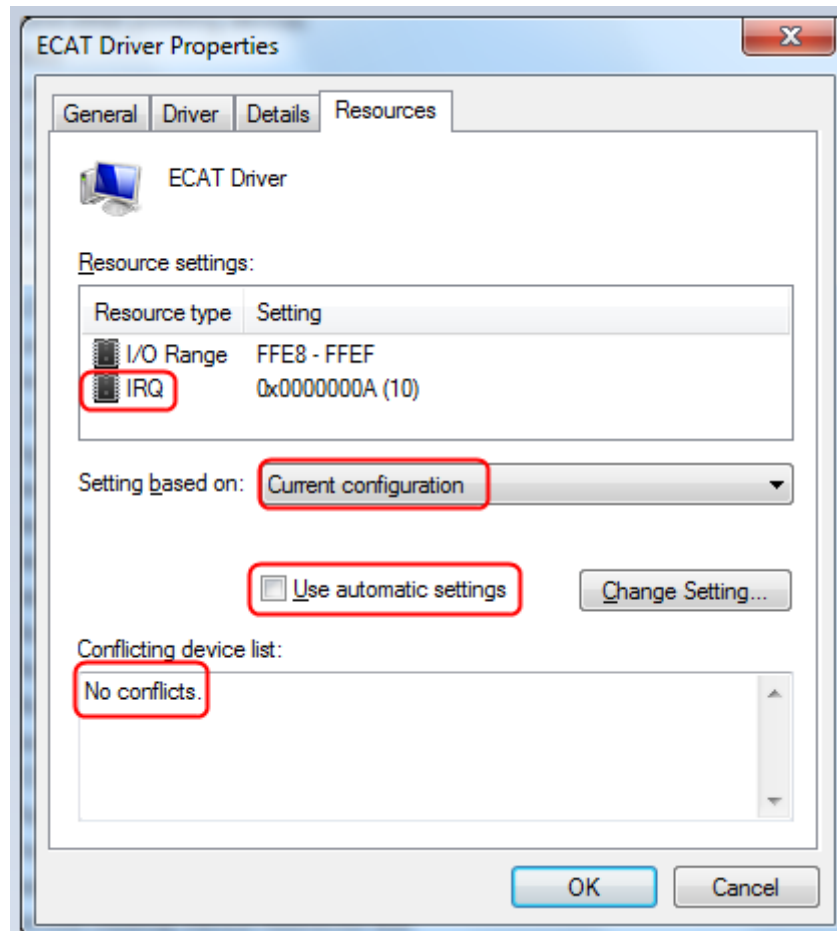 ECAT Driver Properties
General Driver Details Resources
ECAT Driver
Resource settings:
Resource type Setting
I/O Range FFE8 - FFEF
IRQ 0x0000000A (10)
Setting based on: Current configuration
Use automatic settings Change Setting...
Conflicting device list:
No conflicts.
OK Cancel